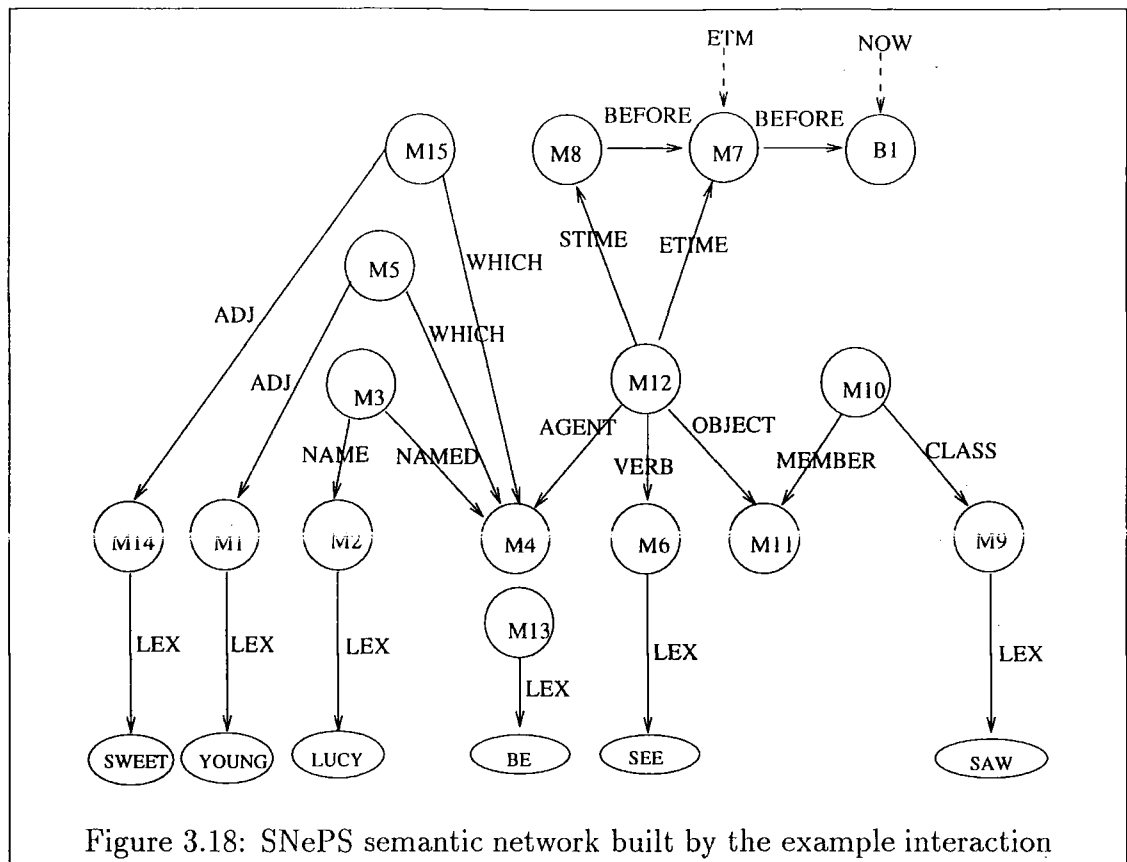 ETM NOW
BEFORE BEFORE
M15 M8 M7 B1
STIME ETIME
M5 WHICH
ADJ WHICH
M3 M12 M10
ADJ AGENT OBJECT
NAME NAMED VERB MEMBER CLASS
M14 M1 M2 M4 M6 M11 M9
M13
LEX LEX LEX LEX LEX LEX
SWEET YOUNG LUCY BE SEE SAW
Figure 3.18: SNePS semantic network built by the example interaction